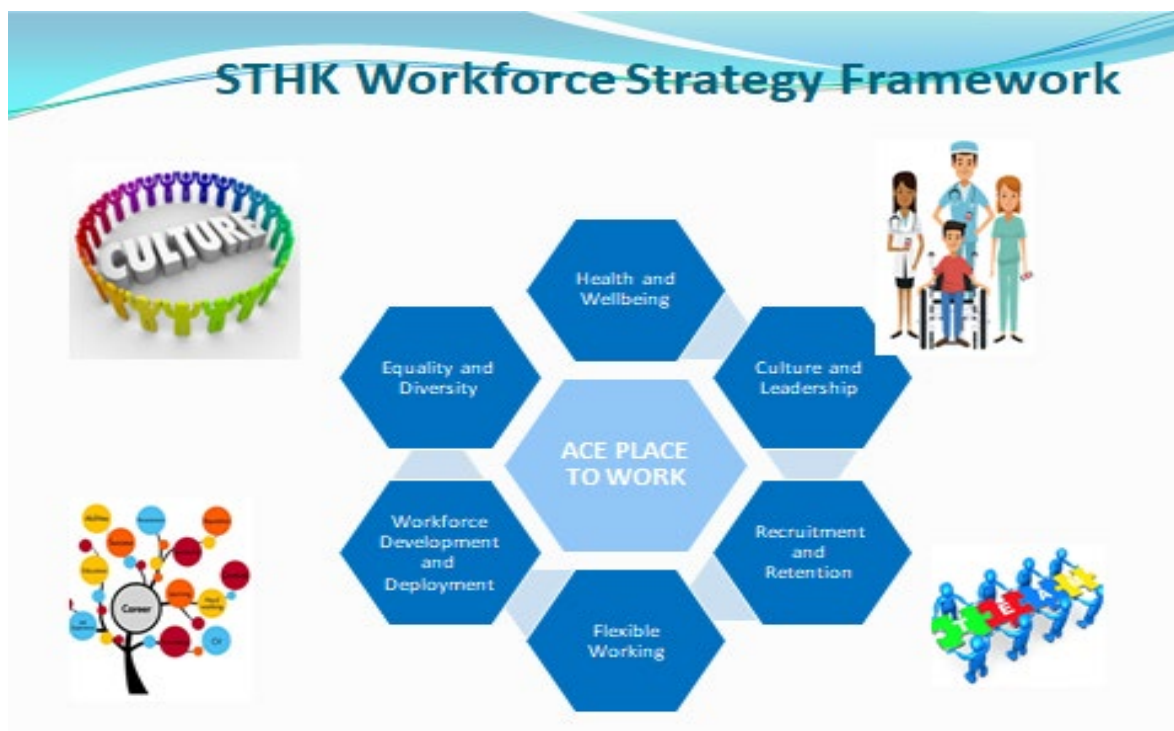 STHK Workforce Strategy Framework
CULTURE
Health and
Wellbeing
Equality and
Diversity
Culture and
Leadership
ACE PLACE
TO WORK
Workforce
Development
and
Deployment
Recruitment
and
Retention
Flexible
Working
Career
CV
TEAM